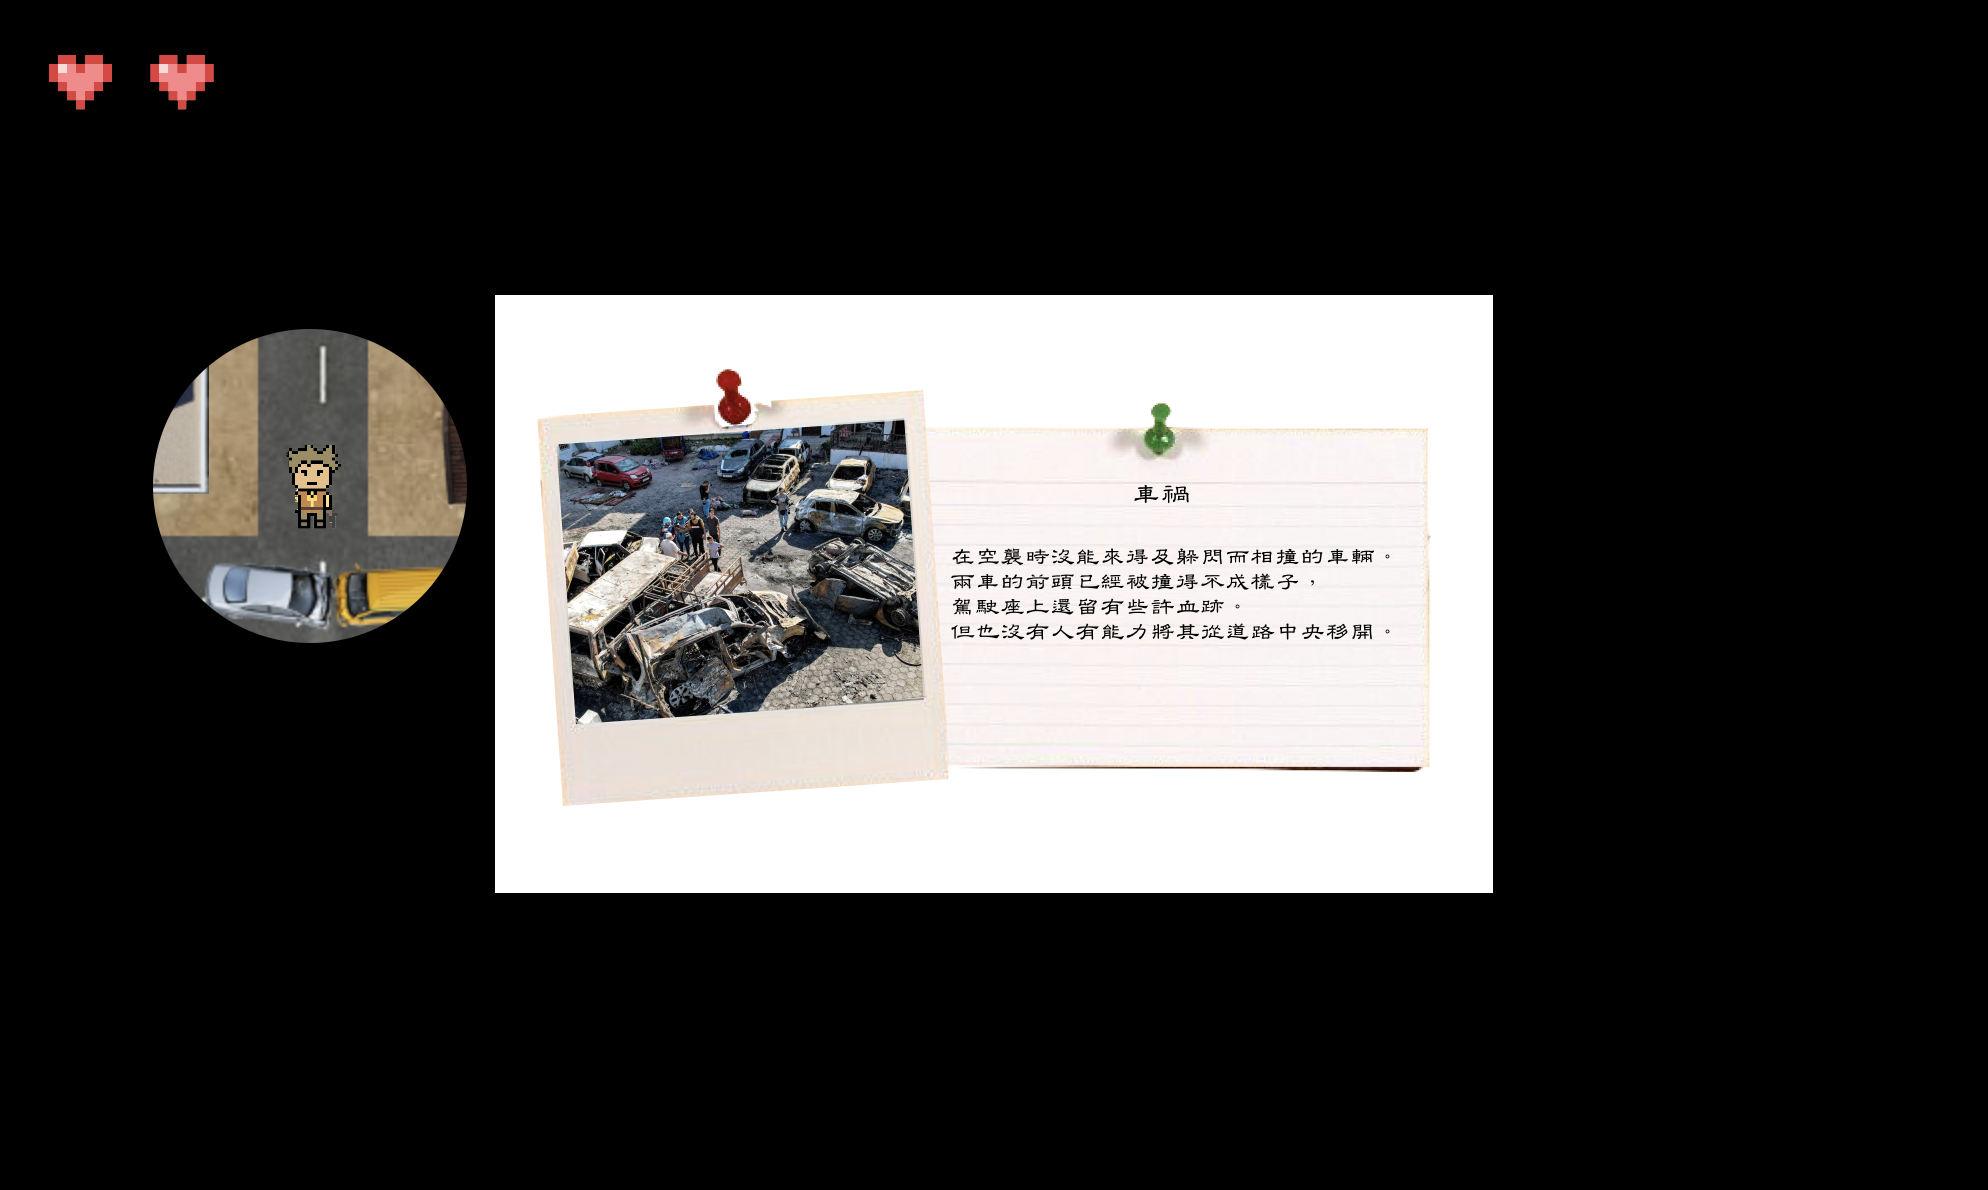 車禍
在空襲時沒能來得及躲閃而相撞的車輛。
兩車的前頭已經被撞得不成樣子，
駕駛座上還留有些許血跡。
但也沒有人有能力將其從道路中央移開。